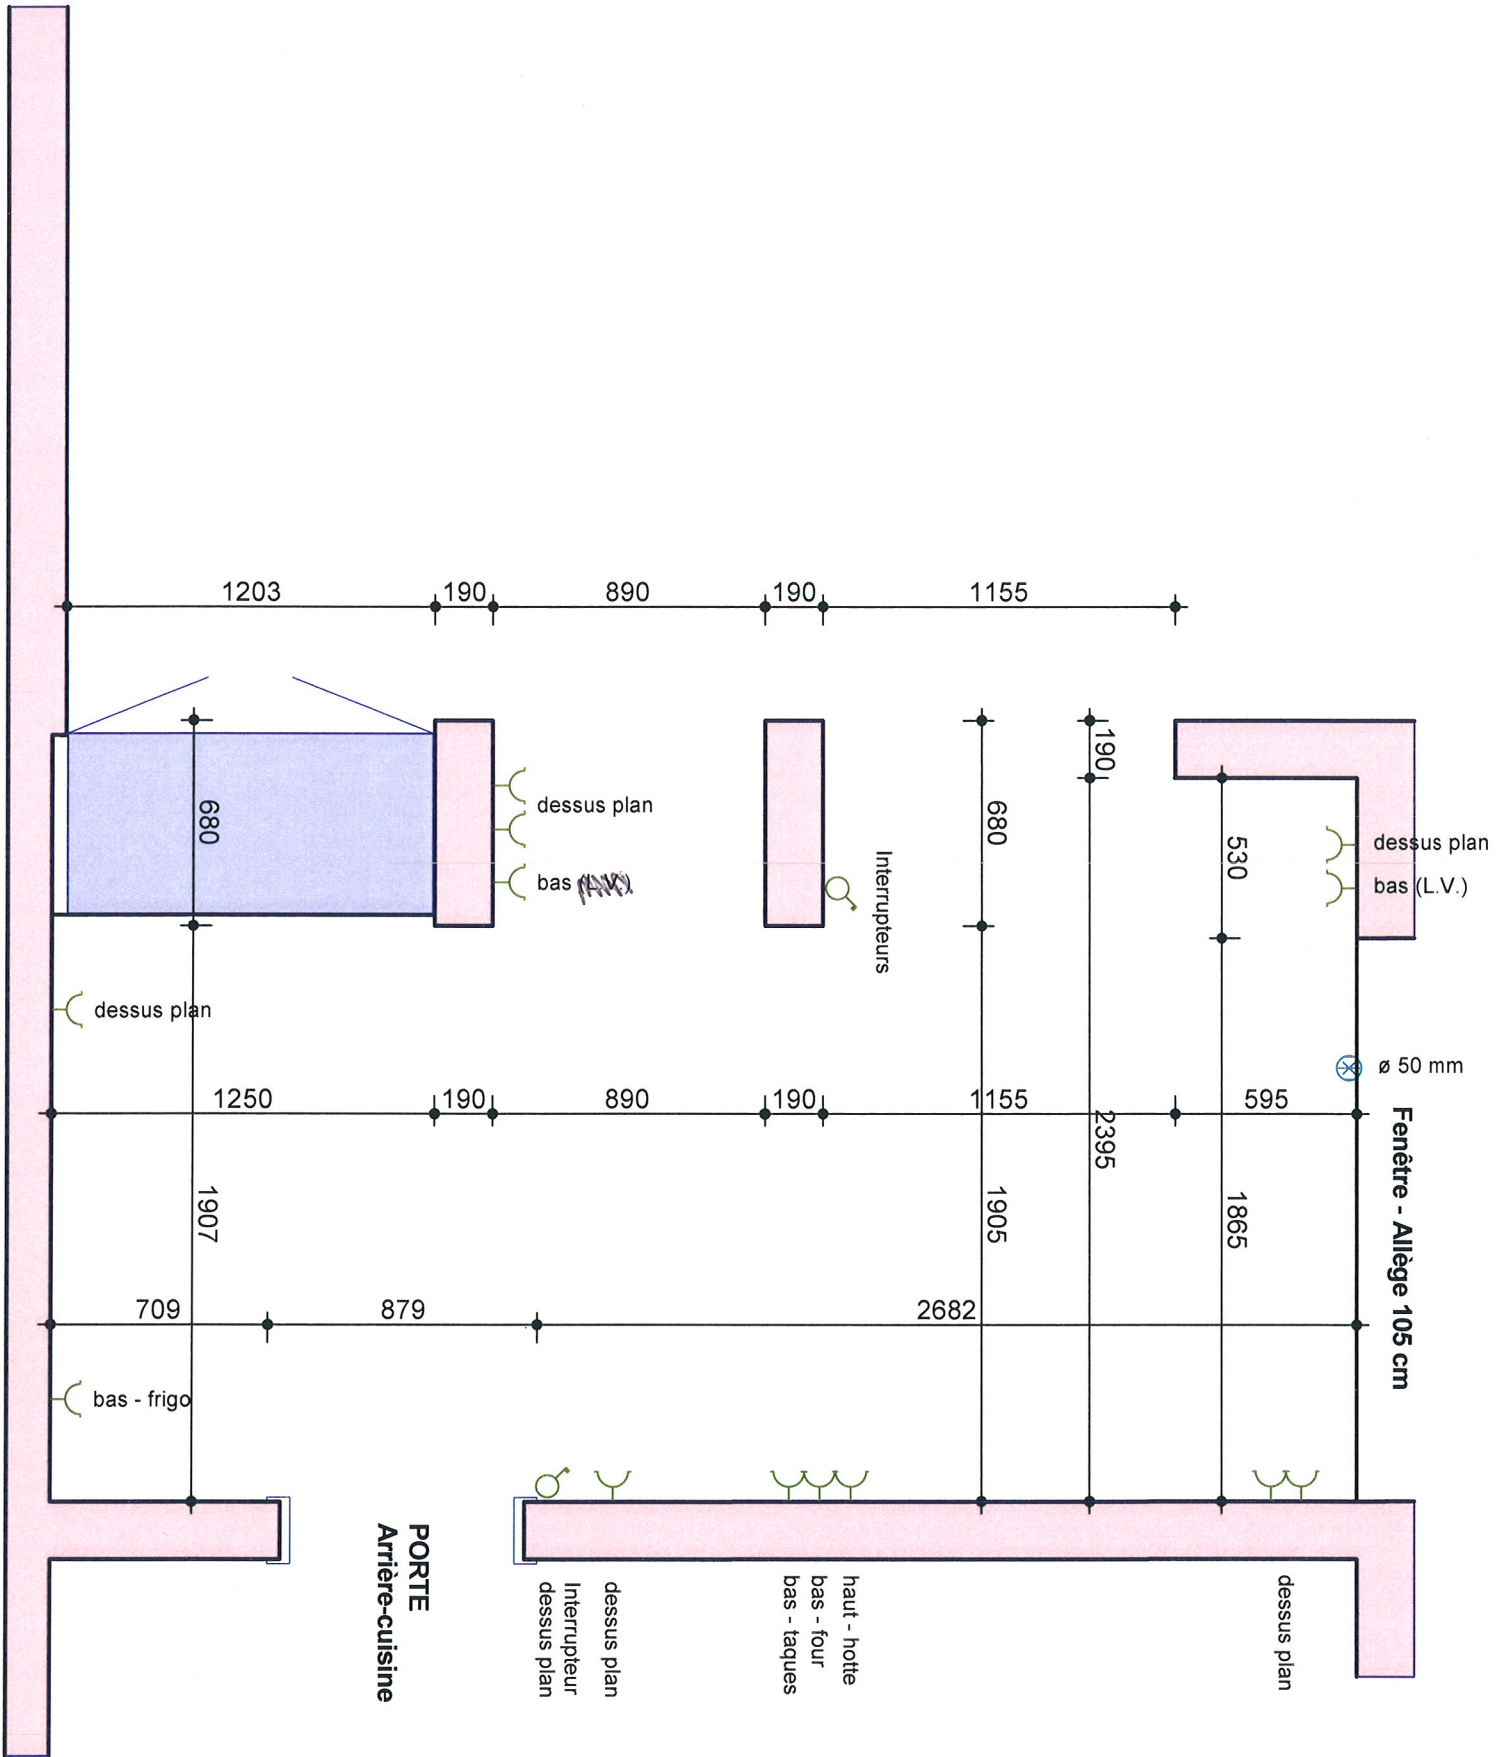 1203
190
890
190
1155
680
dessus plan
bas
Interrupteurs
680
190
530
dessus plan
bas (L.V.)
dessus plan
ø 50 mm
1250
190
890
190
1155
595
2395
1907
1905
1865
Fenêtre - Allège 105 cm
709
879
2682
bas - frigo
PORTE
Arrière-cuisine
Interrupteur
dessus plan
dessus plan
haut - hotte
bas - four
bas - taques
dessus plan